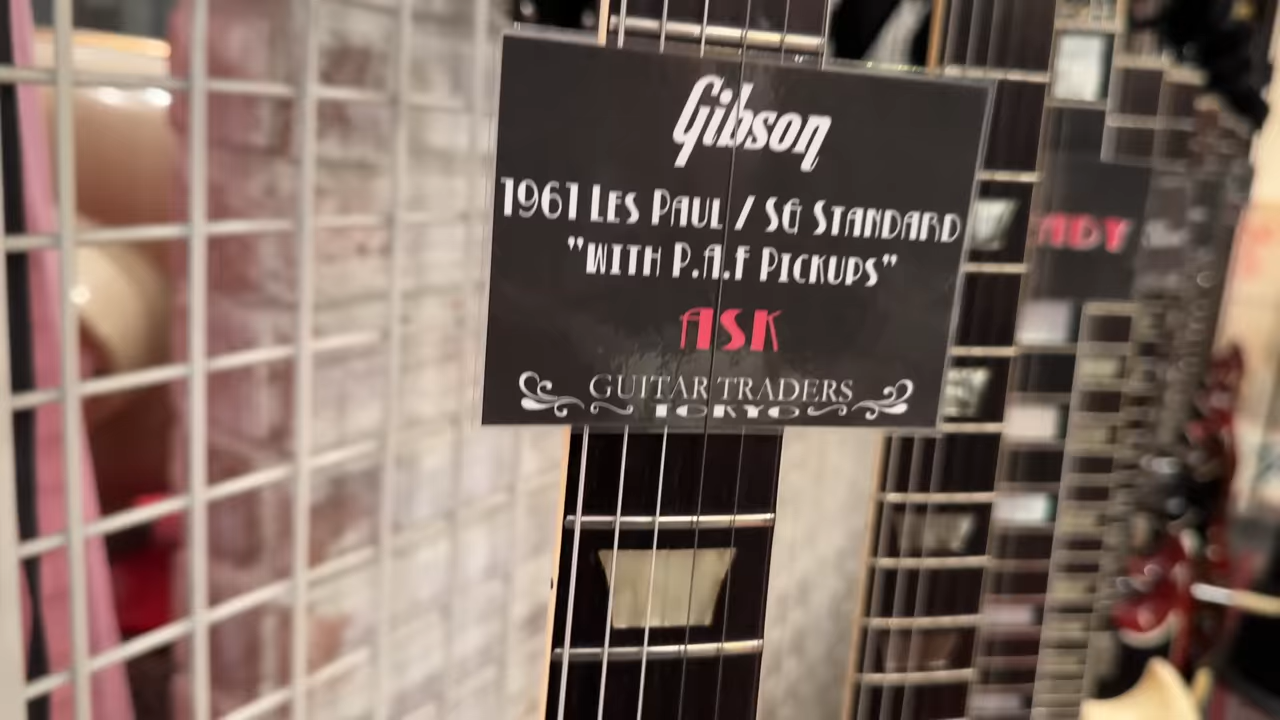 Gibson
1961 Les Paul / SG Standard
"with P.A.F Pickups"
ASK
GUITAR TRADERS
TOKYO